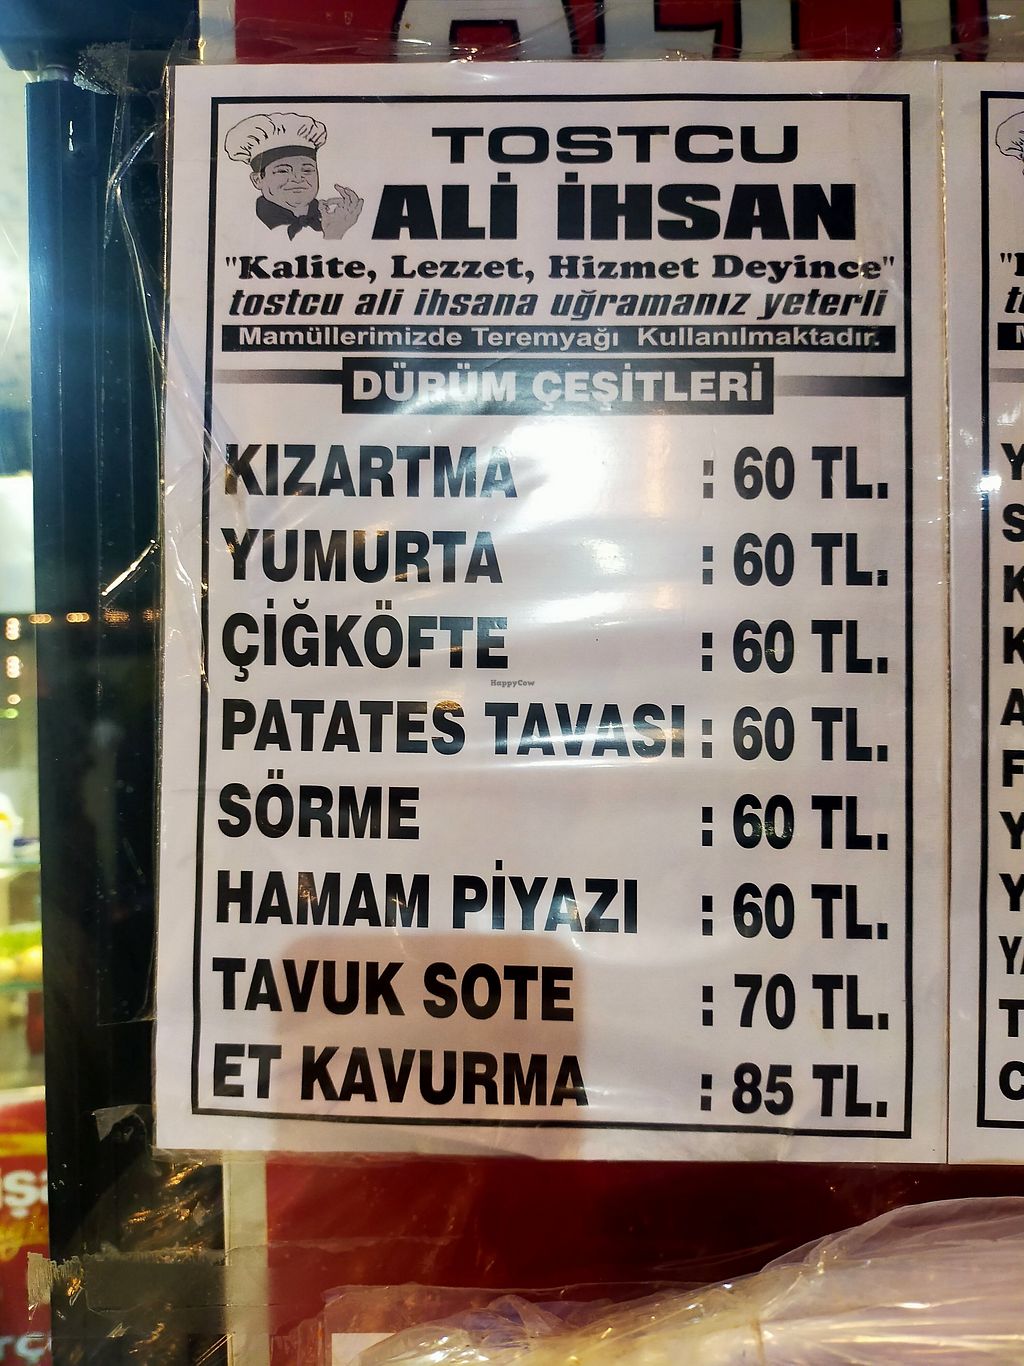 TOSTCU
ALİ İHSAN
"Kalite, Lezzet, Hizmet Deyince"
tostcu ali ihsana uğramanız yeterli
Mamüllerimizde Teremyağı Kullanılmaktadır.
DÜRÜM ÇEŞİTLERİ
KIZARTMA : 60 TL.
YUMURTA : 60 TL.
ÇİĞKÖFTE : 60 TL.
HappyCow
PATATES TAVASI : 60 TL.
SÖRME : 60 TL.
HAMAM PİYAZI : 60 TL.
TAVUK SOTE : 70 TL.
ET KAVURMA : 85 TL.